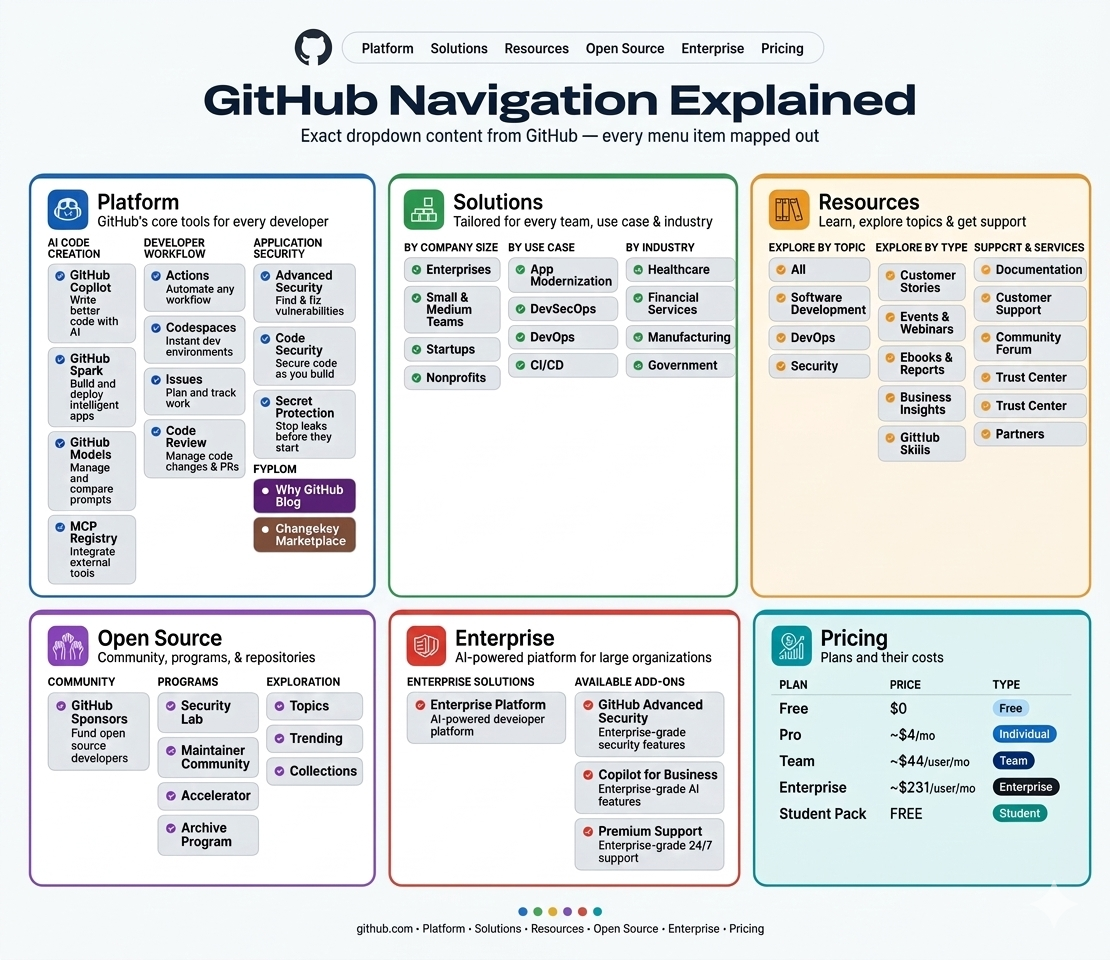 Platform Solutions Resources Open Source Enterprise Pricing
GitHub Navigation Explained
Exact dropdown content from GitHub — every menu item mapped out
Platform
GitHub's core tools for every developer
AI CODE
CREATION
GitHub
Copllot
Write
better
code with
AI
GitHub
Spark
Build and
deploy
intelligent
apps
GitHub
Models
Manage
and
compare
prompts
MCP
Registry
Integrate
external
toois
DEVELOPER
WORKFLOW
Actions
Automate any
workflow
Codespaces
Instant dev
environments
Issues
Plan and track
work
Code
Review
Manage code
changes & PRs
APPLICATION
SECURITY
Advanced
Security
Find & fiz
vulnerabilities
Code
Security
Secure code
as you build
Secret
Protection
Stop leaks
before they
start
FYPLOM
Why GitHub
Blog
Changekey
Marketplace
Solutions
Tailored for every team, use case & industry
BY COMPANY SIZE
Enterprises
Small &
Medium
Teams
Startups
Nonprofits
BY USE CASE
App
Modernization
DevSecOps
DevOps
CI/CD
BY INDUSTRY
Healthcare
Financial
Services
Manufacturing
Government
Resources
Learn, explore topics & get support
EXPLORE BY TOPIC
All
Software
Development
DevOps
Security
EXPLORE BY TYPE
Customer
Stories
Events &
Webinars
Ebooks &
Reports
Business
Insights
GittIub
Skiils
SUPPCRT & SERVICES
Documentation
Customer
Support
Community
Forum
Trust Center
Trust Center
Partners
Open Source
Community, programs, & repositories
COMMUNITY
GitHub
Sponsors
Fund open
source
developers
PROGRAMS
Security
Lab
Maintainer
Community
Accelerator
Archive
Program
EXPLORATION
Topics
Trending
Collections
Enterprise
AI-powered piatform for large organizations
ENTERPRISE SOLUTIONS
Enterprise Platform
AI-powered developer
platform
AVAILABLE ADD-ONS
GitHub Advanced
Security
Enterprise-grade
security features
Copilot for Business
Enterprise-grade AI
features
Premium Support
Enterprise-grade 24/7
support
Pricing
Plans and their costs
PLAN PRICE TYPE
Free $0 Free
Pro ~$4/mo Individual
Team ~$44/user/mo Team
Enterprise ~$231/user/mo Enterprise
Student Pack FREE Student
github.com • Platform • Solutions • Resources • Open Source • Enterprise • Pricing